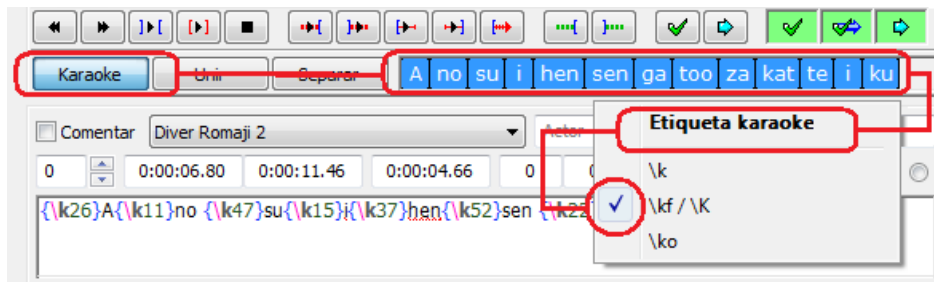 Karaoke Unir Separar A no su i hen sen ga too za kat te i ku
Etiqueta karaoke
Comentar Diver Romaji 2 Actor
0 0:00:06.80 0:00:11.46 0:00:04.66 0
\k
{\k26}A{\k11}no {\k47}su{\k15}i{\k37}hen{\k52}sen {\k22
\kf / \K
\ko